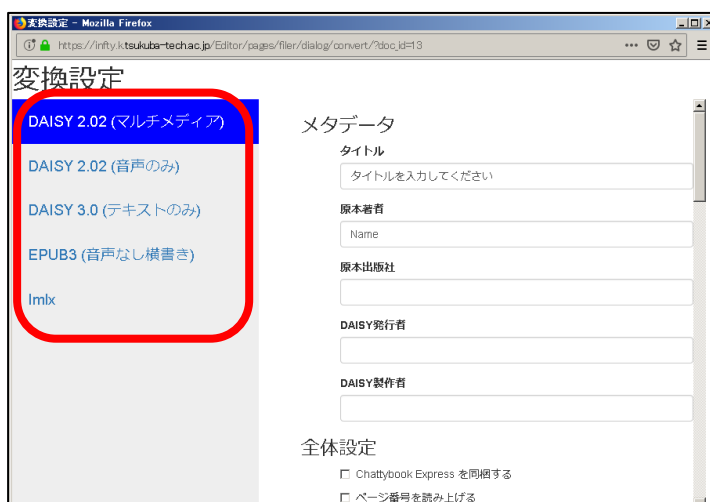 変換設定 - Mozilla Firefox
https://infty.k.tsukuba-tech.ac.jp/Editor/pages/filer/dialog/convert/?doc_id=13
変換設定
DAISY 2.02 (マルチメディア)
DAISY 2.02 (音声のみ)
DAISY 3.0 (テキストのみ)
EPUB3 (音声なし横書き)
Imlx
メタデータ
タイトル
タイトルを入力してください
原本著者
Name
原本出版社
DAISY発行者
DAISY製作者
全体設定
Chattybook Express を同梱する
ページ番号を読み上げる